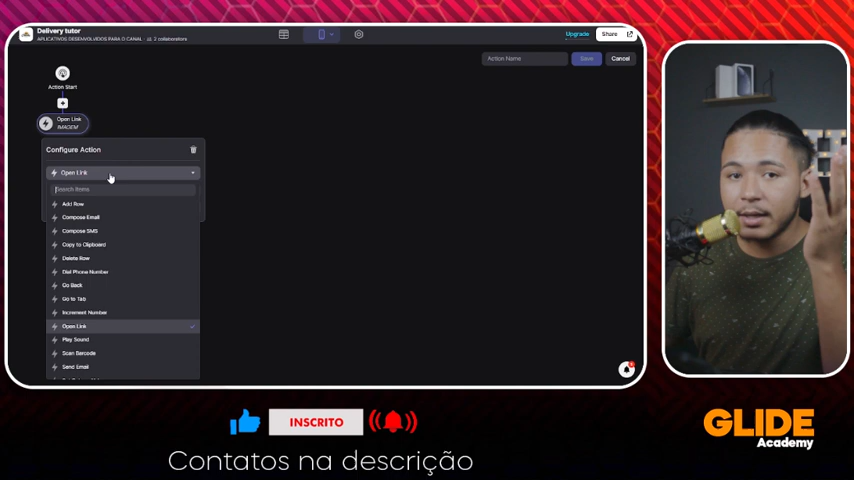 Delivery tutor
APLICATIVOS DESENVOLVIDOS PARA O CANAL · 2 collaborators
Upgrade
Share
Action Name
Save
Cancel
Action Start
Open Link
IMAGEM
Configure Action
Open Link
Search items
Add Row
Compose Email
Compose SMS
Copy to Clipboard
Delete Row
Dial Phone Number
Go Back
Go to Tab
Increment Number
Open Link
Play Sound
Scan Barcode
Send Email
INSCRITO
GLIDE
Academy
Contatos na descrição